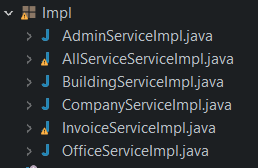 Impl
AdminServiceImpl.java
AllServiceServiceImpl.java
BuildingServiceImpl.java
CompanyServiceImpl.java
InvoiceServiceImpl.java
OfficeServiceImpl.java